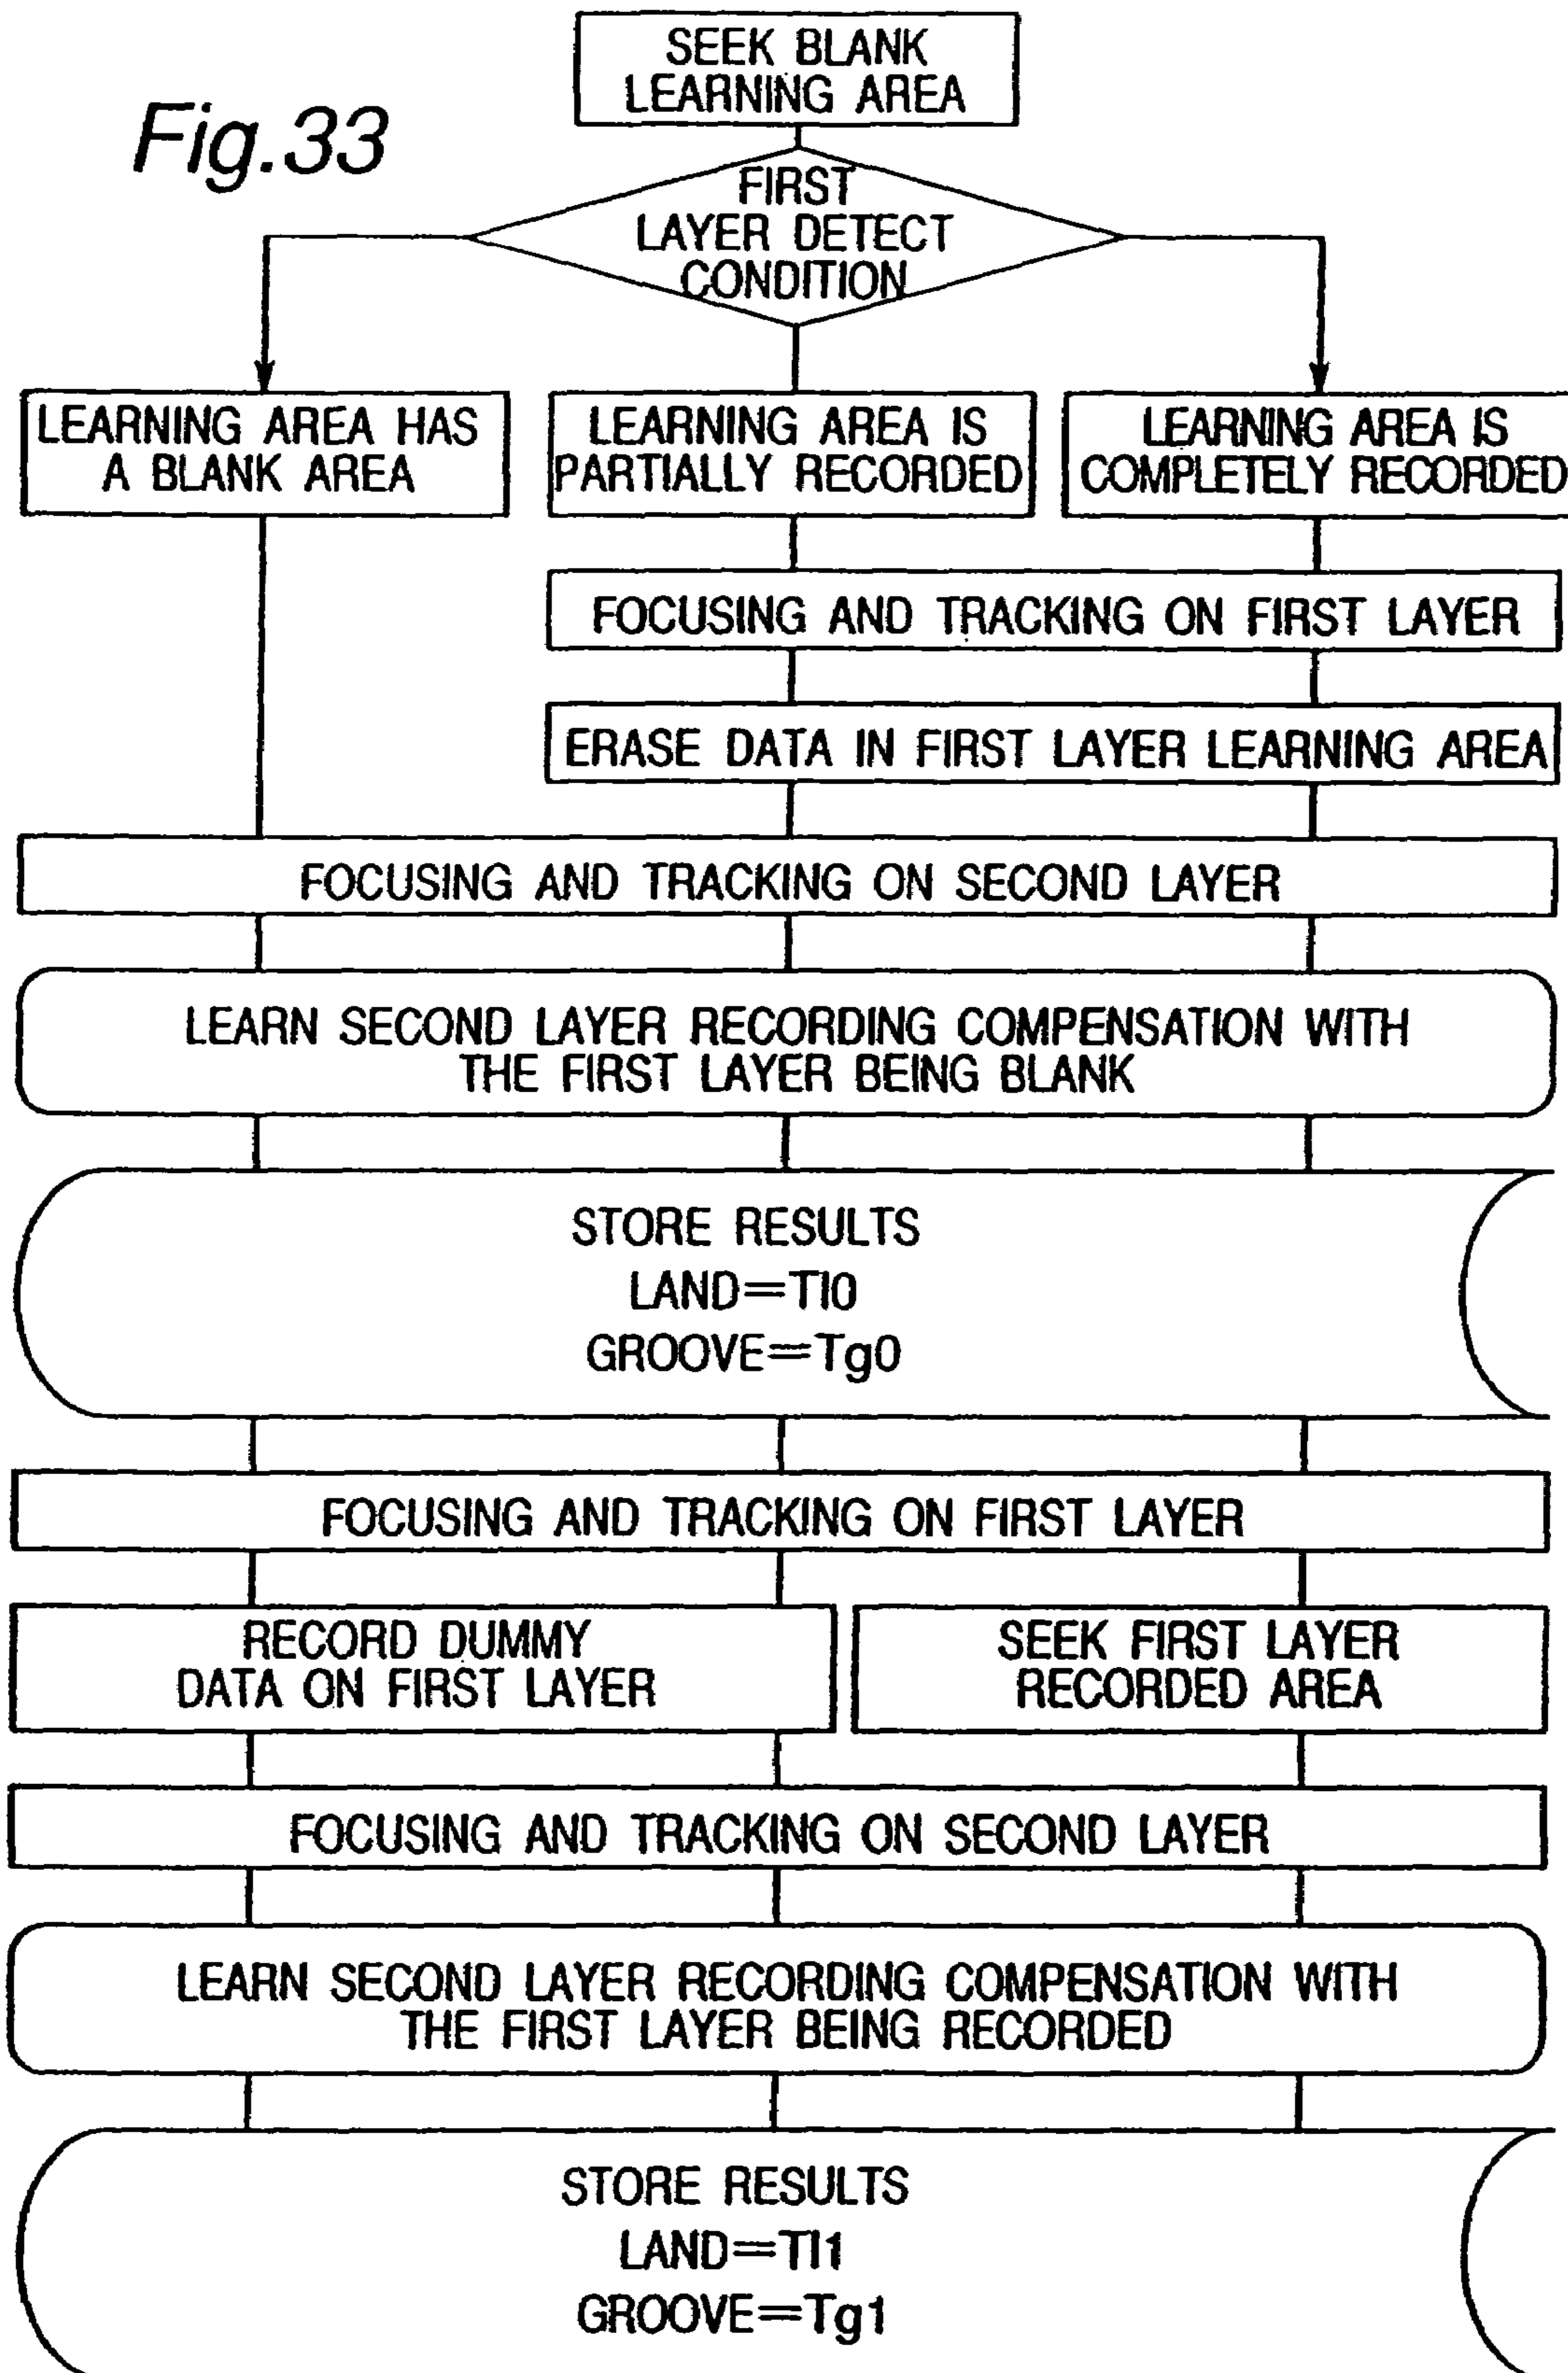 SEEK BLANK
LEARNING AREA
Fig.33
FIRST
LAYER DETECT
CONDITION
LEARNING AREA HAS
A BLANK AREA
LEARNING AREA IS
PARTIALLY RECORDED
LEARNING AREA IS
COMPLETELY RECORDED
FOCUSING AND TRACKING ON FIRST LAYER
ERASE DATA IN FIRST LAYER LEARNING AREA
FOCUSING AND TRACKING ON SECOND LAYER
LEARN SECOND LAYER RECORDING COMPENSATION WITH
THE FIRST LAYER BEING BLANK
STORE RESULTS
LAND=Tl0
GROOVE=Tg0
FOCUSING AND TRACKING ON FIRST LAYER
RECORD DUMMY
DATA ON FIRST LAYER
SEEK FIRST LAYER
RECORDED AREA
FOCUSING AND TRACKING ON SECOND LAYER
LEARN SECOND LAYER RECORDING COMPENSATION WITH
THE FIRST LAYER BEING RECORDED
STORE RESULTS
LAND=Tl1
GROOVE=Tg1